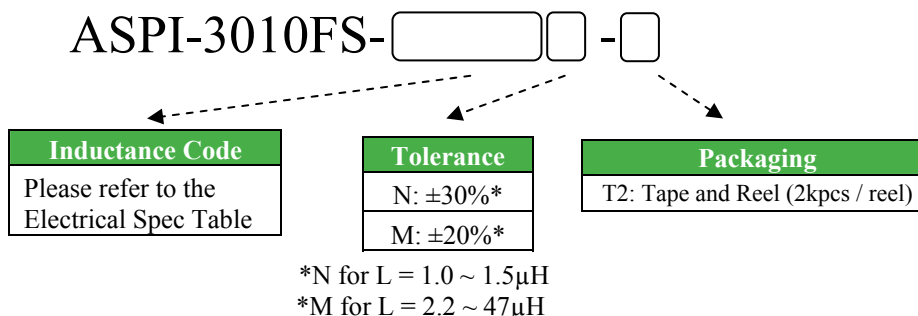 ASPI-3010FS- -
Inductance Code
Please refer to the
Electrical Spec Table
Tolerance
N: ±30%*
M: ±20%*
*N for L = 1.0 ~ 1.5µH
*M for L = 2.2 ~ 47µH
Packaging
T2: Tape and Reel (2kpcs / reel)